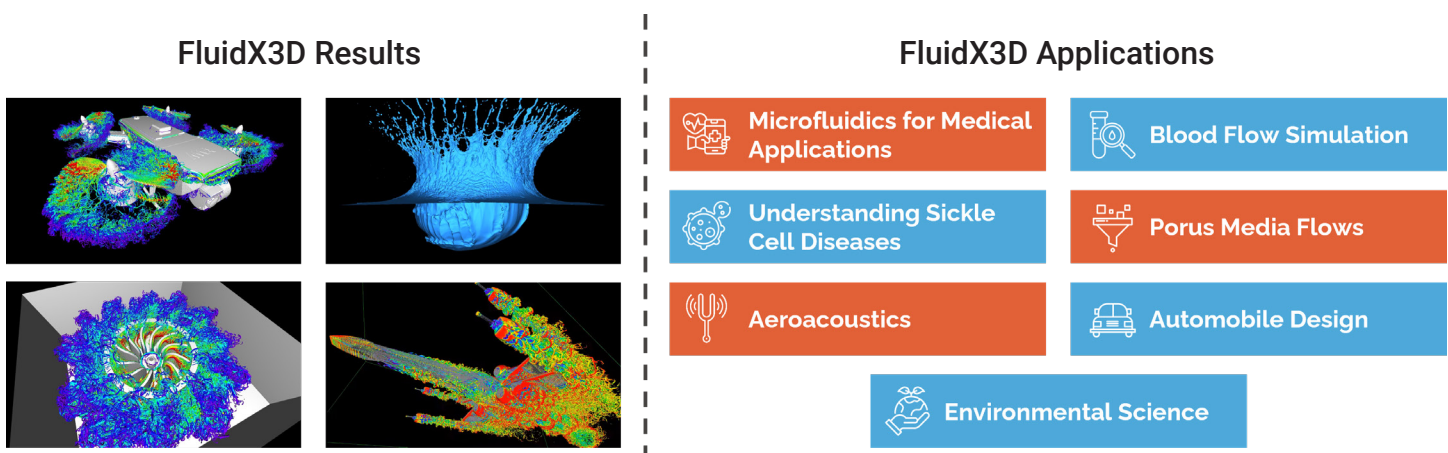 FluidX3D Results
FluidX3D Applications
Microfluidics for Medical
Applications
Blood Flow Simulation
Understanding Sickle
Cell Diseases
Porus Media Flows
Aeroacoustics
Automobile Design
Environmental Science